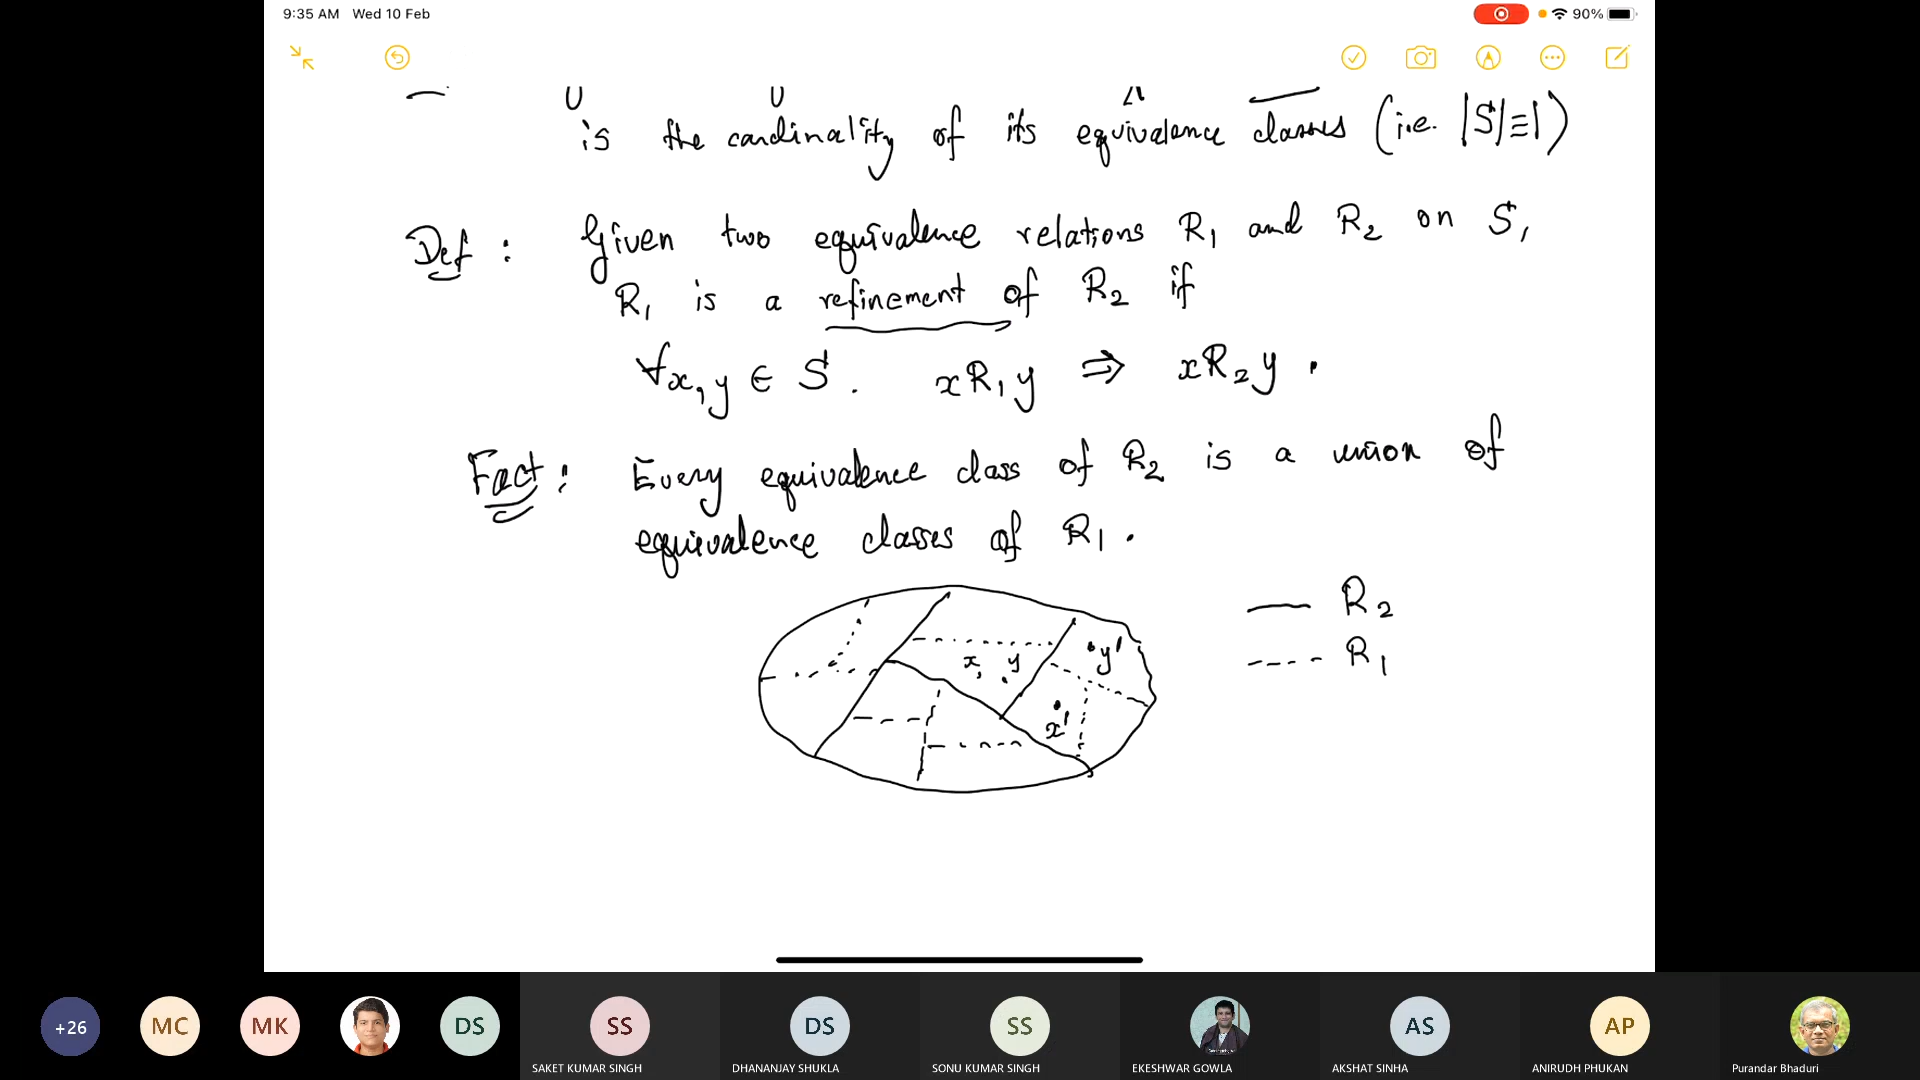 9:35 AM Wed 10 Feb
90%
is the cardinality of its equivalence classes (i.e. |S/≡|)
Def: Given two equivalence relations R₁ and R₂ on S,
R₁ is a refinement of R₂ if
∀x,y ∈ S. xR₁y ⇒ xR₂y.
Fact: Every equivalence class of R₂ is a union of
equievalence classes of R₁.
R₂
R₁
x y
y'
x'
+26 MC MK DS SS DS SS AS AP
SAKET KUMAR SINGH DHANANJAY SHUKLA SONU KUMAR SINGH EKESHWAR GOWLA AKSHAT SINHA ANIRUDH PHUKAN Purandar Bhaduri